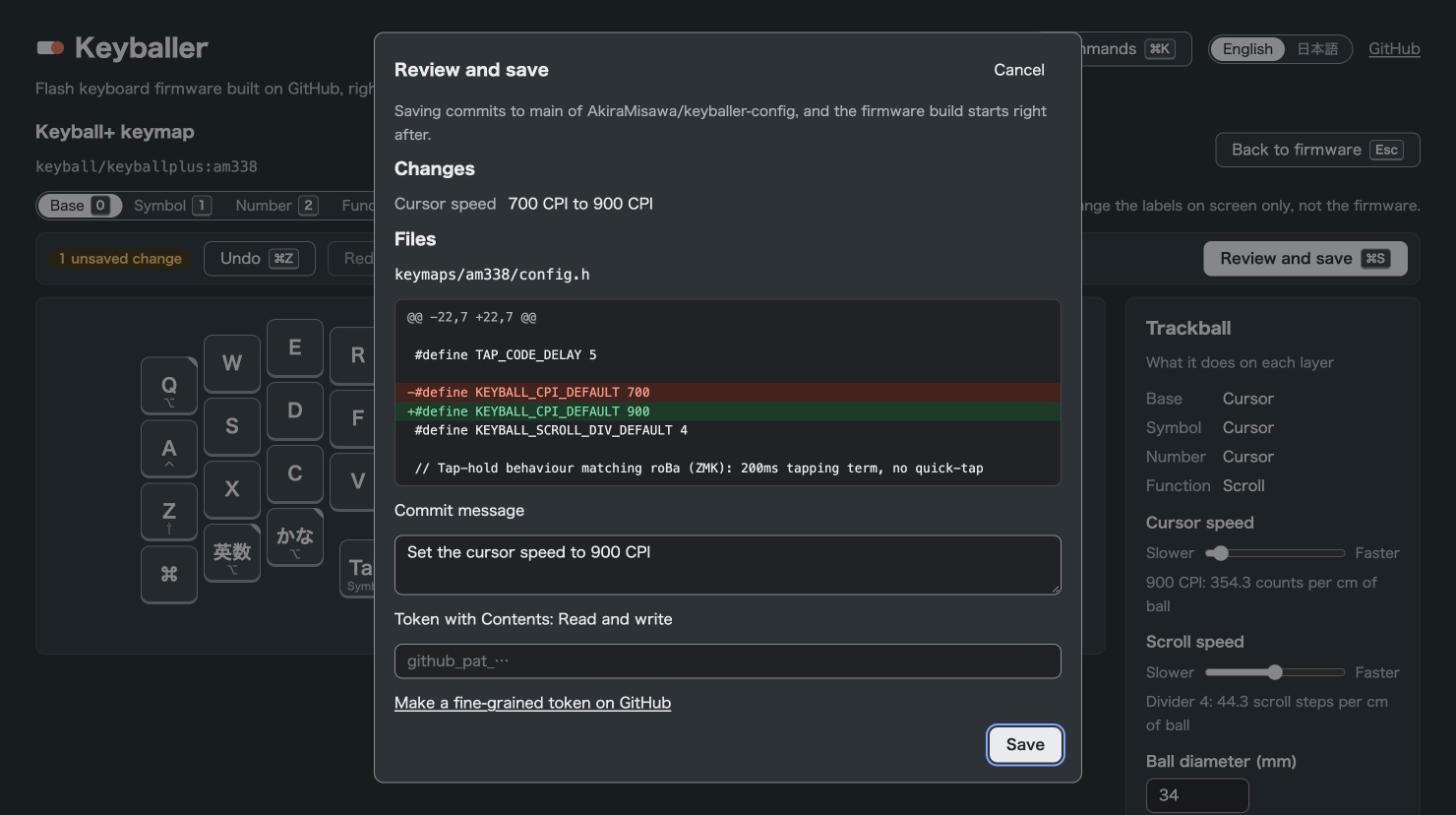 Keyballer
mmands ⌘K
English 日本語
GitHub
Flash keyboard firmware built on GitHub, righ
Keyball+ keymap
keyball/keyballplus:am338
Back to firmware Esc
Base 0 Symbol 1 Number 2 Func
nge the labels on screen only, not the firmware.
1 unsaved change Undo ⌘Z Red
Review and save ⌘S
Q
⌥
W
E
R
A
^
S
D
F
Z
↑
X
C
V
⌘
英数
⌥
かな
⌥
Ta
Symb
Review and save
Cancel
Saving commits to main of AkiraMisawa/keyballer-config, and the firmware build starts right
after.
Changes
Cursor speed 700 CPI to 900 CPI
Files
keymaps/am338/config.h
@@ -22,7 +22,7 @@
#define TAP_CODE_DELAY 5
-#define KEYBALL_CPI_DEFAULT 700
+#define KEYBALL_CPI_DEFAULT 900
#define KEYBALL_SCROLL_DIV_DEFAULT 4
// Tap-hold behaviour matching roBa (ZMK): 200ms tapping term, no quick-tap
Commit message
Set the cursor speed to 900 CPI
Token with Contents: Read and write
github_pat_…
Make a fine-grained token on GitHub
Save
Trackball
What it does on each layer
Base Cursor
Symbol Cursor
Number Cursor
Function Scroll
Cursor speed
Slower Faster
900 CPI: 354.3 counts per cm of
ball
Scroll speed
Slower Faster
Divider 4: 44.3 scroll steps per cm
of ball
Ball diameter (mm)
34